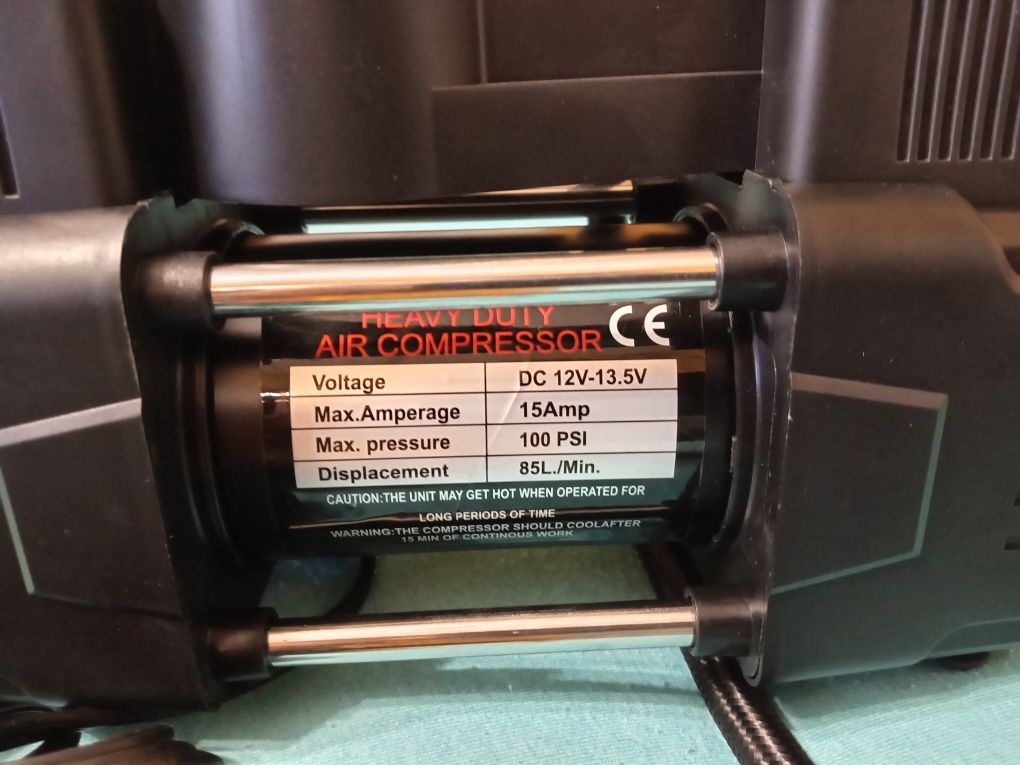 HEAVY DUTY
AIR COMPRESSOR CE
Voltage DC 12V-13.5V
Max.Amperage 15Amp
Max. pressure 100 PSI
Displacement 85L./Min.
CAUTION:THE UNIT MAY GET HOT WHEN OPERATED FOR
LONG PERIODS OF TIME
WARNING:THE COMPRESSOR SHOULD COOLAFTER
15 MIN OF CONTINOUS WORK